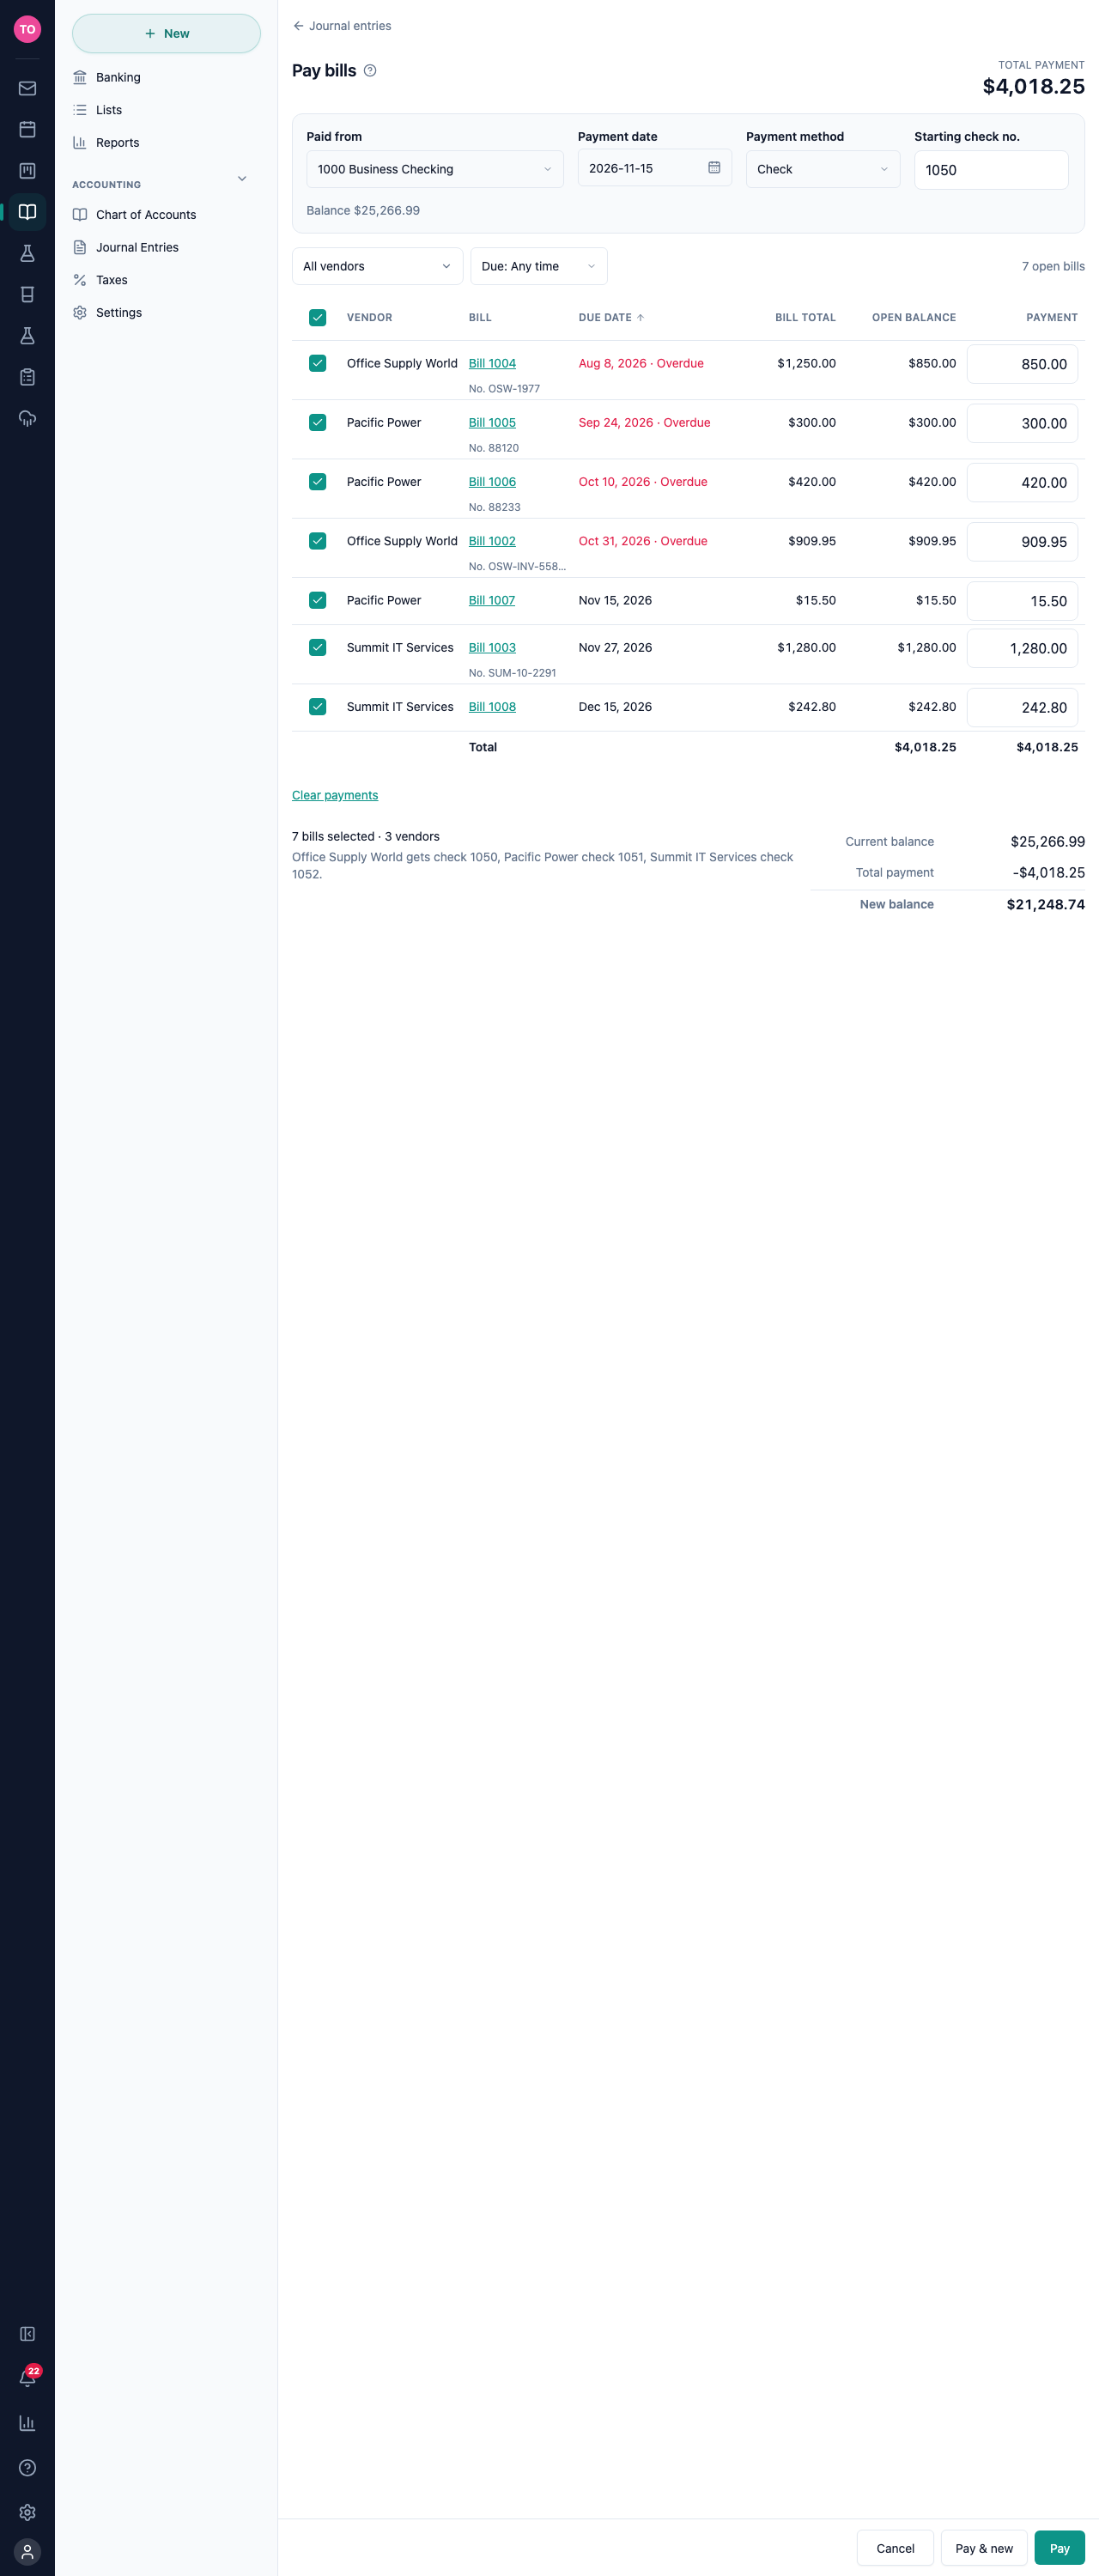 TO
New
Banking
Lists
Reports
ACCOUNTING
Chart of Accounts
Journal Entries
Taxes
Settings
22
Journal entries
Pay bills
TOTAL PAYMENT
$4,018.25
Paid from
Payment date
Payment method
Starting check no.
1000 Business Checking
2026-11-15
Check
1050
Balance $25,266.99
All vendors
Due: Any time
7 open bills
VENDOR BILL DUE DATE BILL TOTAL OPEN BALANCE PAYMENT
Office Supply World Bill 1004 Aug 8, 2026 · Overdue $1,250.00 $850.00 850.00
No. OSW-1977
Pacific Power Bill 1005 Sep 24, 2026 · Overdue $300.00 $300.00 300.00
No. 88120
Pacific Power Bill 1006 Oct 10, 2026 · Overdue $420.00 $420.00 420.00
No. 88233
Office Supply World Bill 1002 Oct 31, 2026 · Overdue $909.95 $909.95 909.95
No. OSW-INV-558...
Pacific Power Bill 1007 Nov 15, 2026 $15.50 $15.50 15.50
Summit IT Services Bill 1003 Nov 27, 2026 $1,280.00 $1,280.00 1,280.00
No. SUM-10-2291
Summit IT Services Bill 1008 Dec 15, 2026 $242.80 $242.80 242.80
Total $4,018.25 $4,018.25
Clear payments
7 bills selected · 3 vendors
Office Supply World gets check 1050, Pacific Power check 1051, Summit IT Services check
1052.
Current balance $25,266.99
Total payment -$4,018.25
New balance $21,248.74
Cancel
Pay & new
Pay